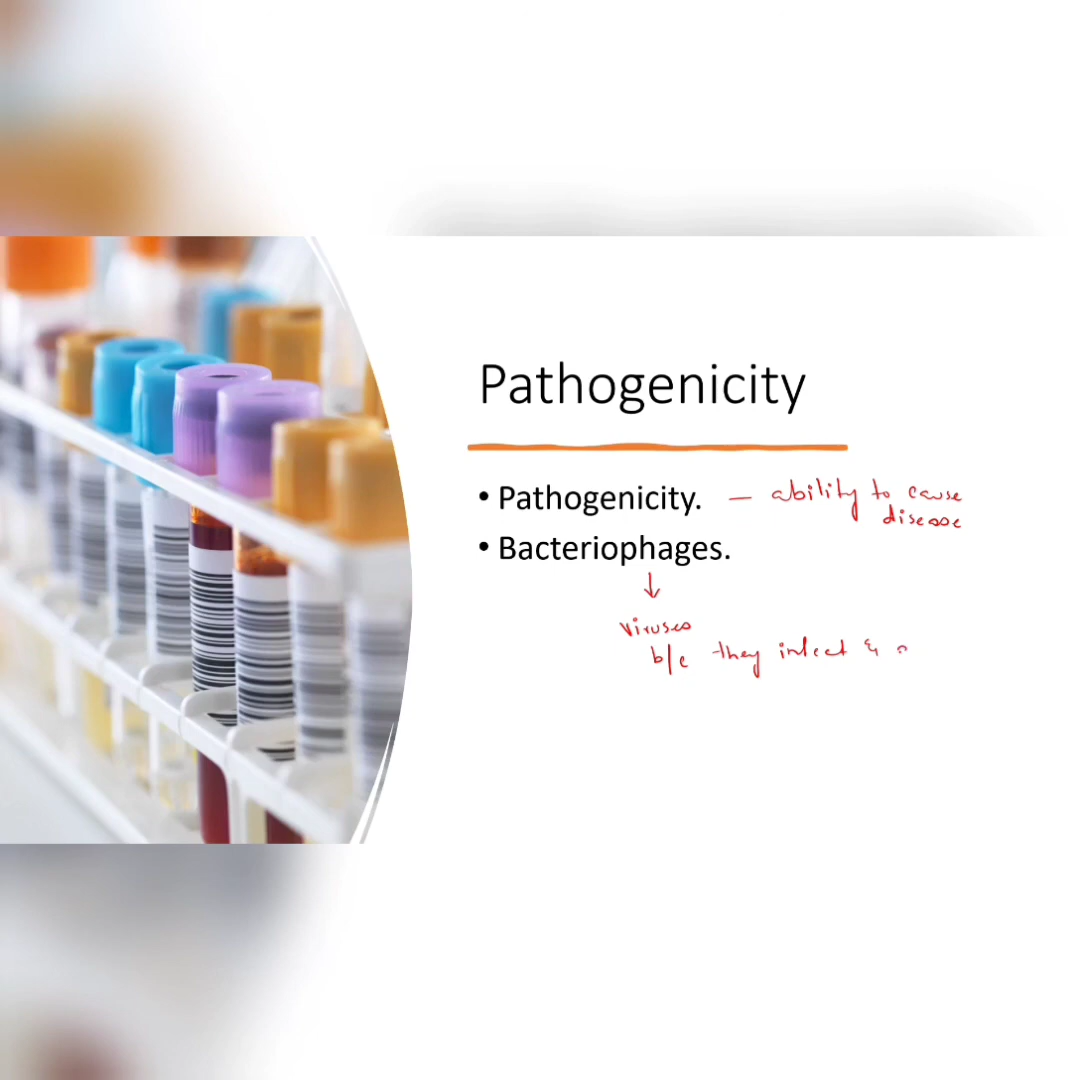 Pathogenicity
• Pathogenicity. — ability to cause
disease
• Bacteriophages.
↓
viruses
b/c they infect &